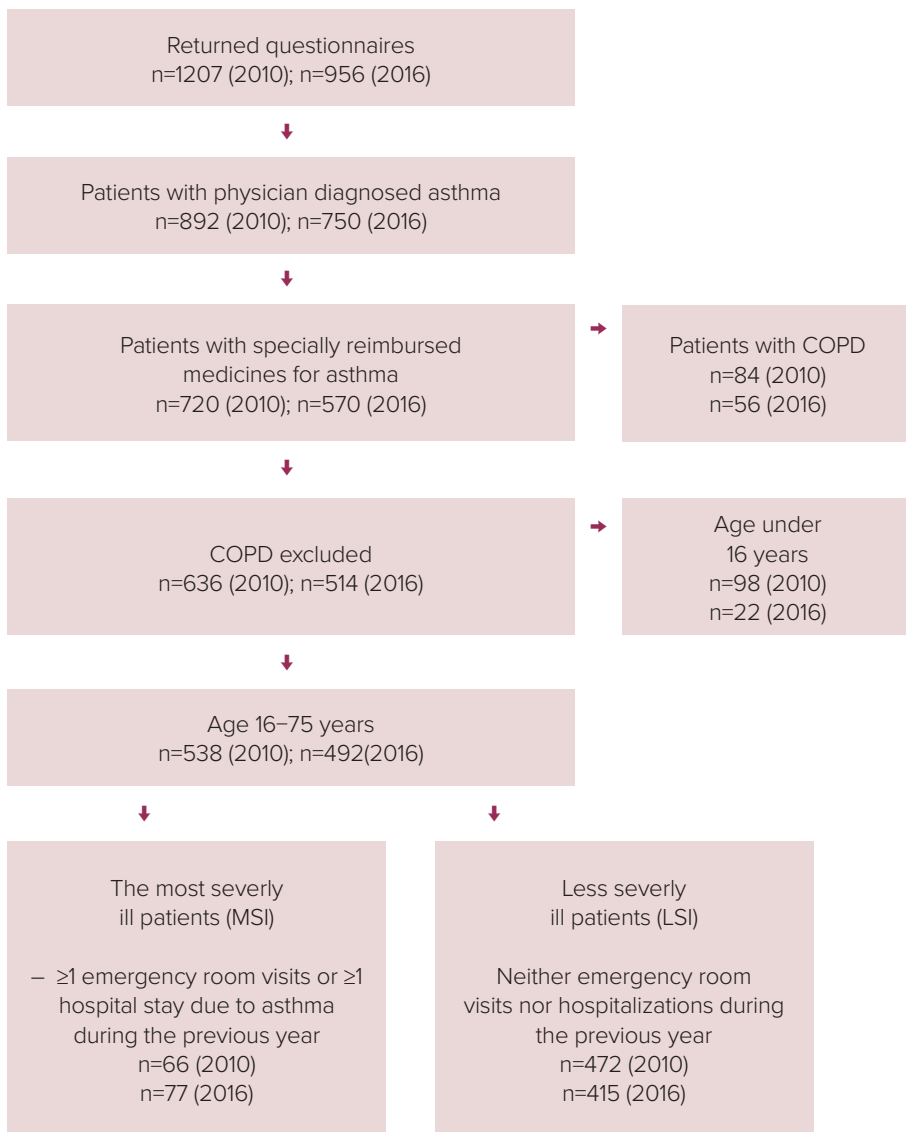 Returned questionnaires
n=1207 (2010); n=956 (2016)
Patients with physician diagnosed asthma
n=892 (2010); n=750 (2016)
Patients with specially reimbursed
medicines for asthma
n=720 (2010); n=570 (2016)
Patients with COPD
n=84 (2010)
n=56 (2016)
COPD excluded
n=636 (2010); n=514 (2016)
Age under
16 years
n=98 (2010)
n=22 (2016)
Age 16–75 years
n=538 (2010); n=492(2016)
The most severly
ill patients (MSI)
– ≥1 emergency room visits or ≥1
hospital stay due to asthma
during the previous year
n=66 (2010)
n=77 (2016)
Less severly
ill patients (LSI)
Neither emergency room
visits nor hospitalizations during
the previous year
n=472 (2010)
n=415 (2016)